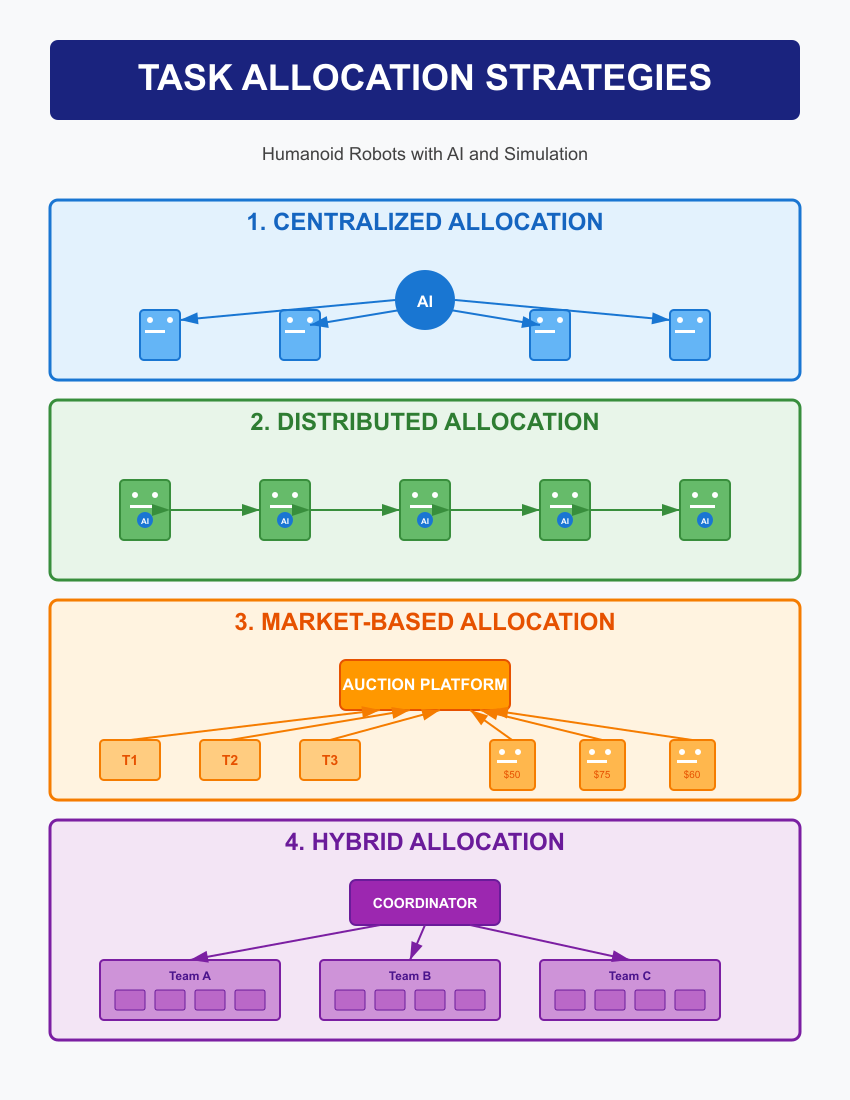 TASK ALLOCATION STRATEGIES
Humanoid Robots with AI and Simulation
1. CENTRALIZED ALLOCATION
AI
2. DISTRIBUTED ALLOCATION
AI AI AI AI AI
3. MARKET-BASED ALLOCATION
AUCTION PLATFORM
T1 T2 T3
$50 $75 $60
4. HYBRID ALLOCATION
COORDINATOR
Team A Team B Team C